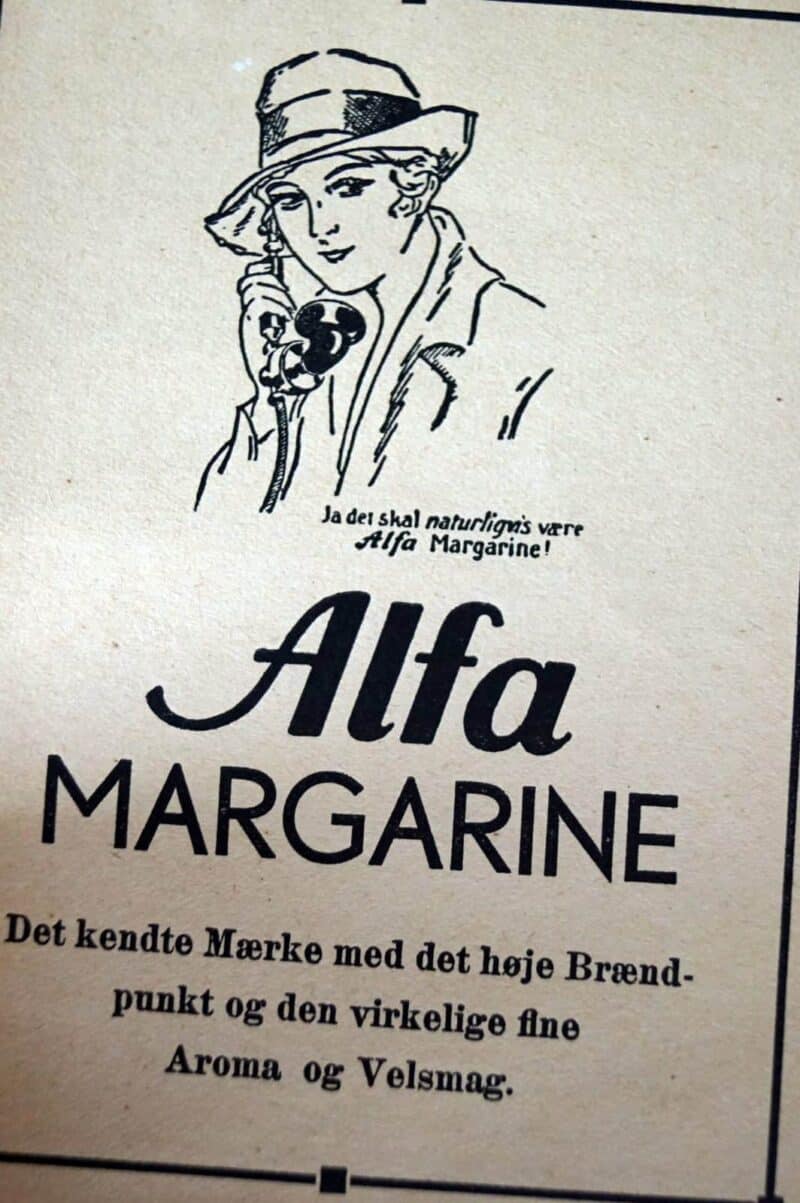 Ja det skal naturligvis være
Alfa Margarine!
Alfa
MARGARINE
Det kendte Mærke med det høje Brænd-
punkt og den virkelige fine
Aroma og Velsmag.